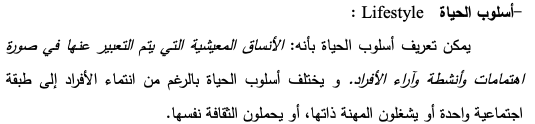 –أسلوب الحياة Lifestyle :
يمكن تعريف أسلوب الحياة بأنه: الأنساق المعيشية التي يتم التعبير عنها في صورة
اهتمامات وأنشطة وآراء الأفراد. و يختلف أسلوب الحياة بالرغم من انتماء الأفراد إلى طبقة
اجتماعية واحدة أو يشغلون المهنة ذاتها، أو يحملون الثقافة نفسها.